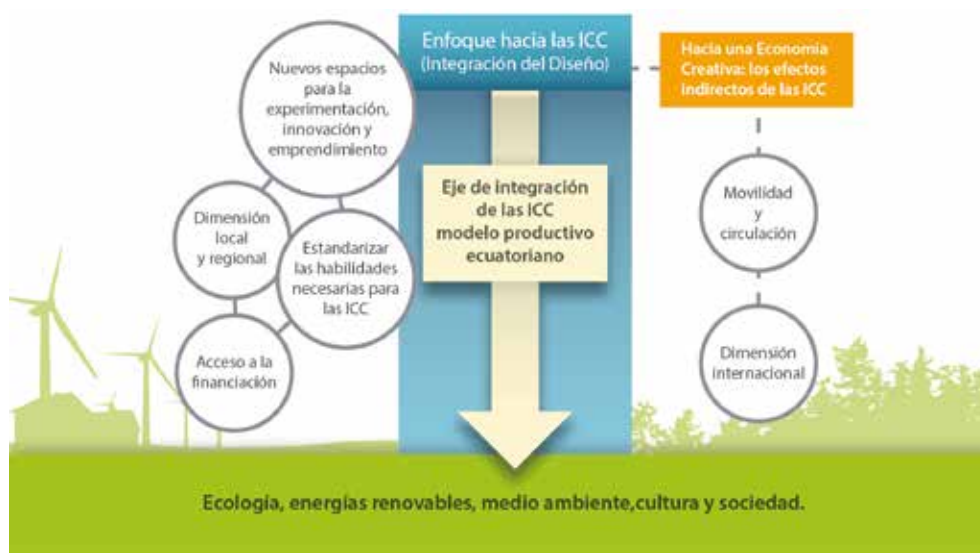 Enfoque hacia las ICC
(Integración del Diseño)
Nuevos espacios
para la
experimentación,
innovación y
emprendimiento
Dimensión
local
y regional
Estandarizar
las habilidades
necesarias para
las ICC
Acceso a la
financiación
Eje de integración
de las ICC
modelo productivo
ecuatoriano
Hacia una Economía
Creativa: los efectos
indirectos de las ICC
Movilidad
y
circulación
Dimensión
internacional
Ecología, energías renovables, medio ambiente,cultura y sociedad.